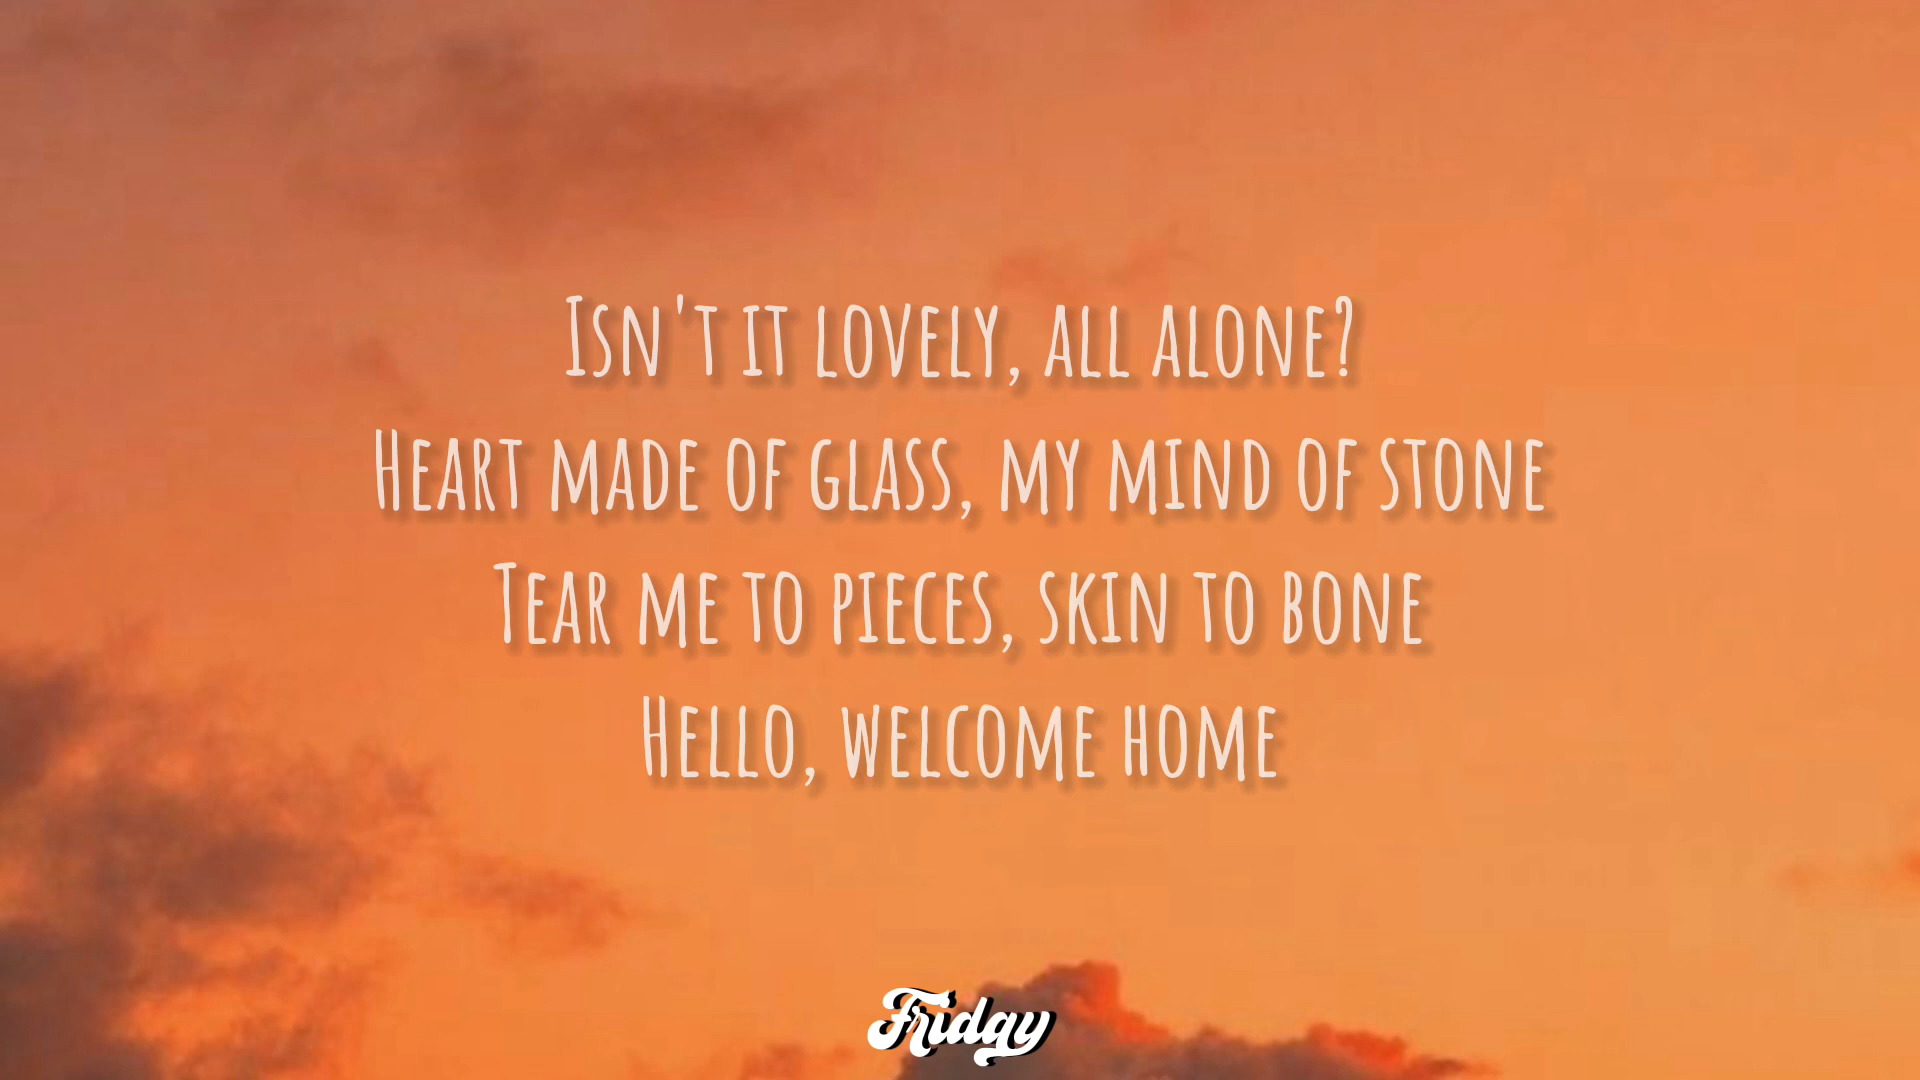 Isn't it lovely, all alone?
Heart made of glass, my mind of stone
Tear me to pieces, skin to bone
Hello, welcome home
Friday